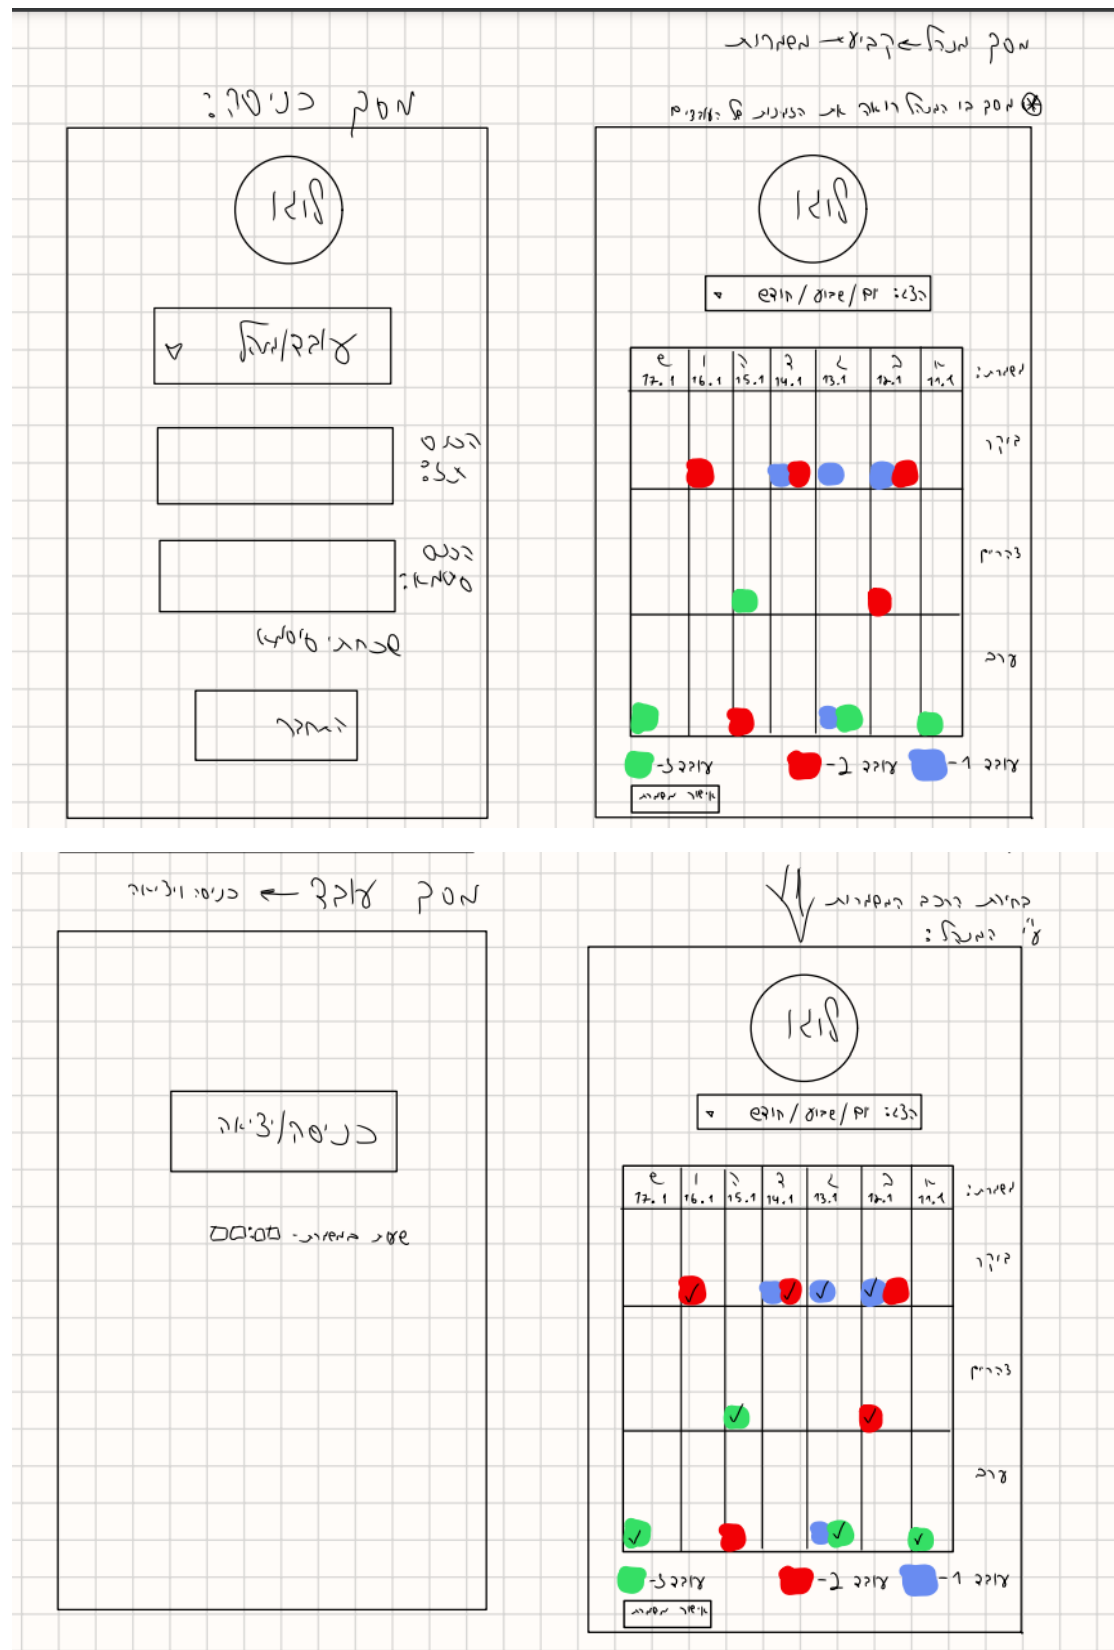 מסך מנהל ← קביעת משמרות
* מסך בו המנהל רואה את הזמינות של העובדים
לוגו
הצג: יום/שבוע/חודש
משמרת:
א ב ג ד ה ו ש
11.1 12.1 13.1 14.1 15.1 16.1 17.1
בוקר
צהריים
ערב
עובד 1- עובד 2- עובד 3-
אישור משמרת
מסך כניסה:
לוגו
עובד/מנהל
הכנס
ת.ז:
הכנס
סיסמא:
שכחתי סיסמא
התחבר
בחירת הרכב המשמרות
ע"י המנהל:
לוגו
הצג: יום/שבוע/חודש
משמרת:
א ב ג ד ה ו ש
11.1 12.1 13.1 14.1 15.1 16.1 17.1
בוקר
צהריים
ערב
עובד 1- עובד 2- עובד 3-
אישור משמרת
מסך עובד ← כניסה ויציאה
כניסה/יציאה
שעות במשמרת-